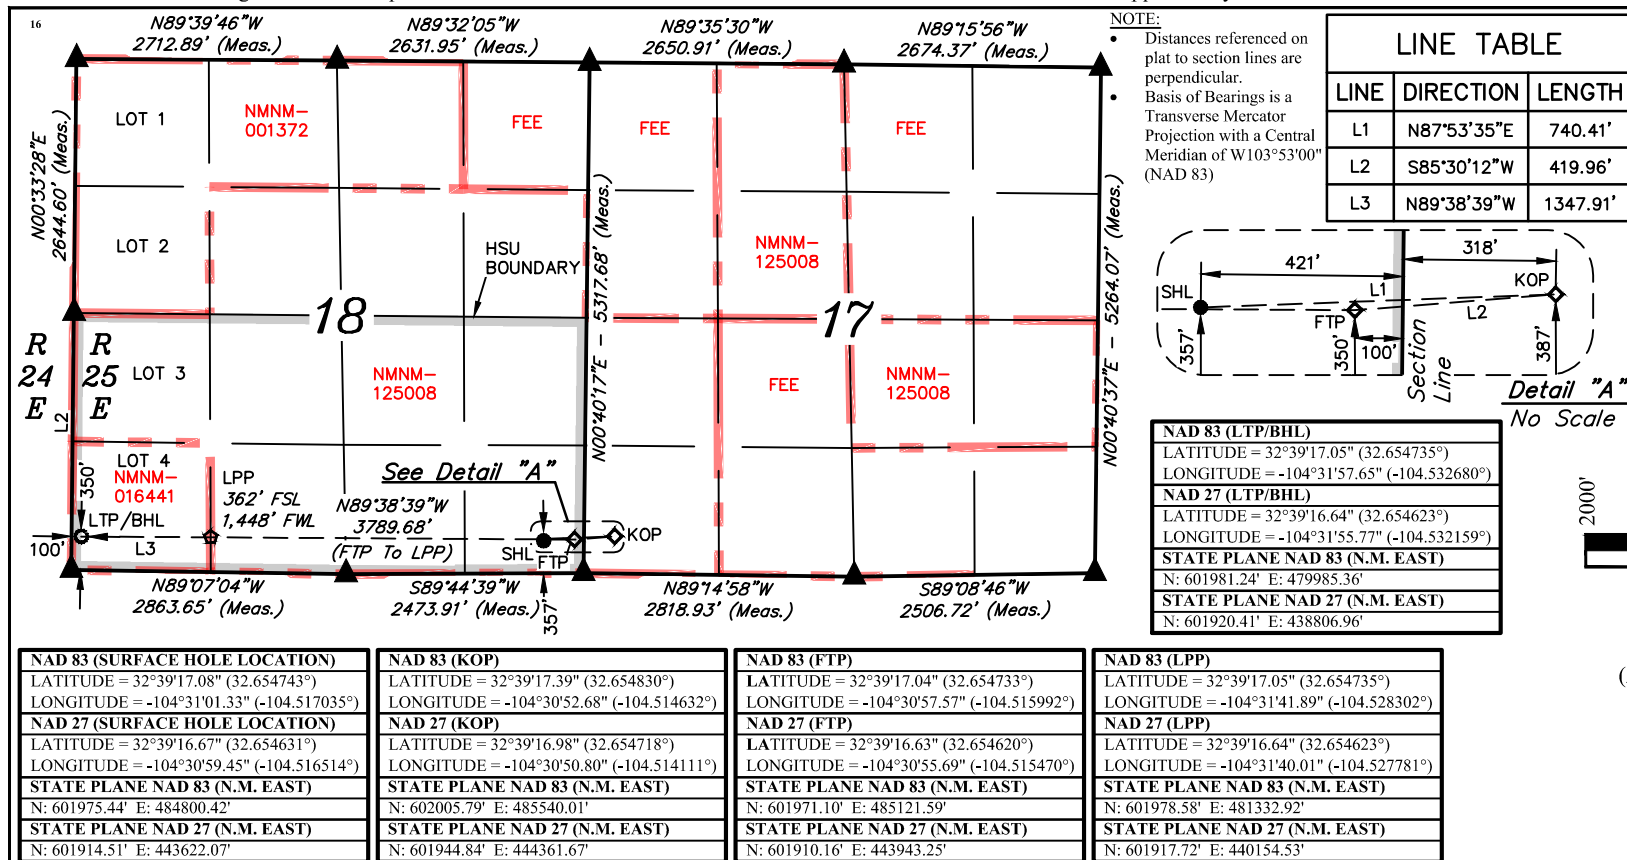 16
N89°39'46"W
2712.89' (Meas.)
N89°32'05"W
2631.95' (Meas.)
N89°35'30"W
2650.91' (Meas.)
N89°15'56"W
2674.37' (Meas.)
NOTE:
• Distances referenced on
plat to section lines are
perpendicular.
• Basis of Bearings is a
Transverse Mercator
Projection with a Central
Meridian of W103°53'00"
(NAD 83)
LINE TABLE
LINE DIRECTION LENGTH
L1 N87°53'35"E 740.41'
L2 S85°30'12"W 419.96'
L3 N89°38'39"W 1347.91'
N00°33'28"E
2644.60' (Meas.)
LOT 1
NMNM-
001372
FEE
FEE
FEE
LOT 2
HSU
BOUNDARY
NMNM-
125008
18
17
N00°40'17"E - 5317.68' (Meas.)
N00°40'37"E - 5264.07' (Meas.)
R
24
E
R
25
E
L2
LOT 3
NMNM-
125008
FEE
NMNM-
125008
LOT 4
NMNM-
016441
350'
LTP/BHL
100'
L3
LPP
362' FSL
1,448' FWL
See Detail "A"
N89°38'39"W
3789.68'
(FTP To LPP)
SHL
FTP
KOP
357'
N89°07'04"W
2863.65' (Meas.)
S89°44'39"W
2473.91' (Meas.)
N89°14'58"W
2818.93' (Meas.)
S89°08'46"W
2506.72' (Meas.)
421'
318'
SHL
L1
KOP
FTP
L2
357'
350'
100'
387'
Section
Line
Detail "A"
No Scale
2000'
NAD 83 (LTP/BHL)
LATITUDE = 32°39'17.05" (32.654735°)
LONGITUDE = -104°31'57.65" (-104.532680°)
NAD 27 (LTP/BHL)
LATITUDE = 32°39'16.64" (32.654623°)
LONGITUDE = -104°31'55.77" (-104.532159°)
STATE PLANE NAD 83 (N.M. EAST)
N: 601981.24' E: 479985.36'
STATE PLANE NAD 27 (N.M. EAST)
N: 601920.41' E: 438806.96'
NAD 83 (SURFACE HOLE LOCATION)
LATITUDE = 32°39'17.08" (32.654743°)
LONGITUDE = -104°31'01.33" (-104.517035°)
NAD 27 (SURFACE HOLE LOCATION)
LATITUDE = 32°39'16.67" (32.654631°)
LONGITUDE = -104°30'59.45" (-104.516514°)
STATE PLANE NAD 83 (N.M. EAST)
N: 601975.44' E: 484800.42'
STATE PLANE NAD 27 (N.M. EAST)
N: 601914.51' E: 443622.07'
NAD 83 (KOP)
LATITUDE = 32°39'17.39" (32.654830°)
LONGITUDE = -104°30'52.68" (-104.514632°)
NAD 27 (KOP)
LATITUDE = 32°39'16.98" (32.654718°)
LONGITUDE = -104°30'50.80" (-104.514111°)
STATE PLANE NAD 83 (N.M. EAST)
N: 602005.79' E: 485540.01'
STATE PLANE NAD 27 (N.M. EAST)
N: 601944.84' E: 444361.67'
NAD 83 (FTP)
LATITUDE = 32°39'17.04" (32.654733°)
LONGITUDE = -104°30'57.57" (-104.515992°)
NAD 27 (FTP)
LATITUDE = 32°39'16.63" (32.654620°)
LONGITUDE = -104°30'55.69" (-104.515470°)
STATE PLANE NAD 83 (N.M. EAST)
N: 601971.10' E: 485121.59'
STATE PLANE NAD 27 (N.M. EAST)
N: 601910.16' E: 443943.25'
NAD 83 (LPP)
LATITUDE = 32°39'17.05" (32.654735°)
LONGITUDE = -104°31'41.89" (-104.528302°)
NAD 27 (LPP)
LATITUDE = 32°39'16.64" (32.654623°)
LONGITUDE = -104°31'40.01" (-104.527781°)
STATE PLANE NAD 83 (N.M. EAST)
N: 601978.58' E: 481332.92'
STATE PLANE NAD 27 (N.M. EAST)
N: 601917.72' E: 440154.53'